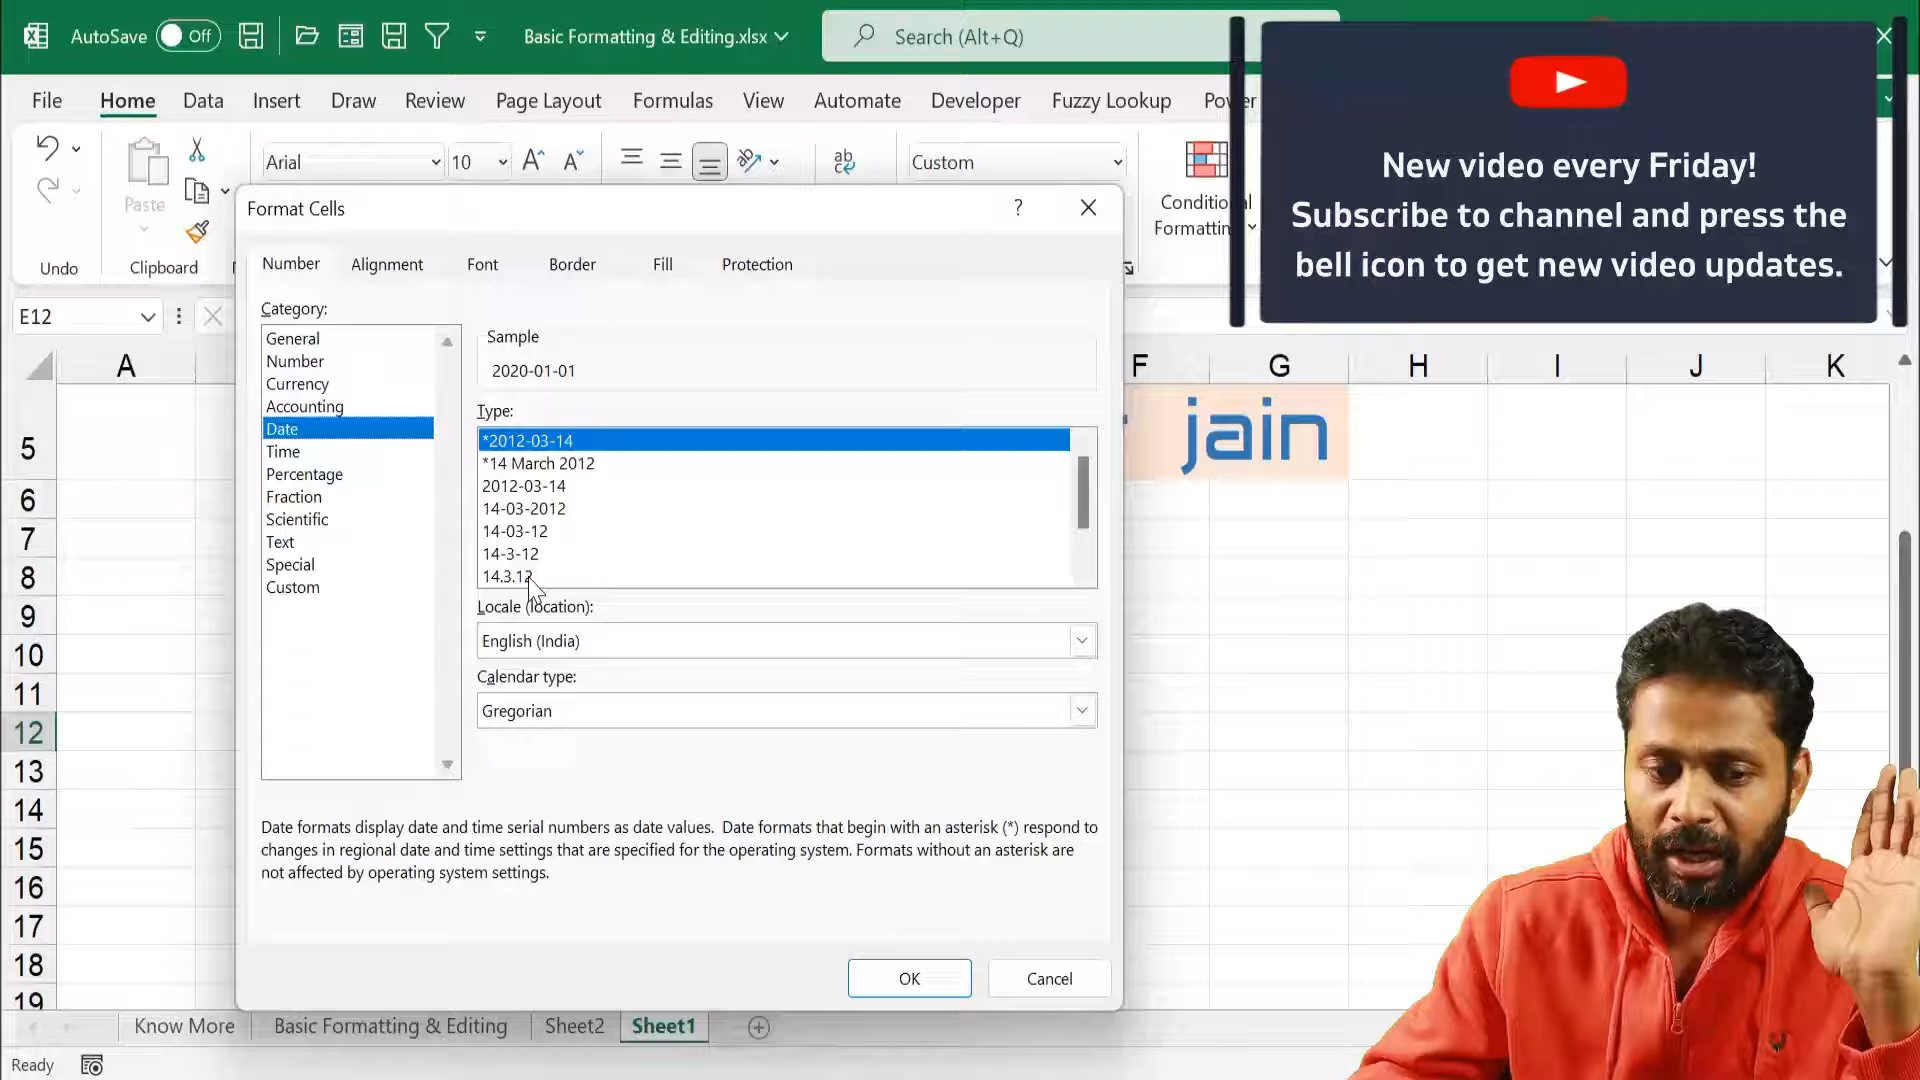 AutoSave Off Basic Formatting & Editing.xlsx Search (Alt+Q)
New video every Friday!
Subscribe to channel and press the
bell icon to get new video updates.
File Home Data Insert Draw Review Page Layout Formulas View Automate Developer Fuzzy Lookup Power
Arial 10 Custom
Paste
Conditional
Formatting
Undo Clipboard
Format Cells
Number Alignment Font Border Fill Protection
E12
Category:
General
Number
Currency
Accounting
Date
Time
Percentage
Fraction
Scientific
Text
Special
Custom
Sample
2020-01-01
Type:
*2012-03-14
*14 March 2012
2012-03-14
14-03-2012
14-03-12
14-3-12
14.3.12
Locale (location):
English (India)
Calendar type:
Gregorian
Date formats display date and time serial numbers as date values. Date formats that begin with an asterisk (*) respond to
changes in regional date and time settings that are specified for the operating system. Formats without an asterisk are
not affected by operating system settings.
OK Cancel
A F G H I J K
jain
5
6
7
8
9
10
11
12
13
14
15
16
17
18
19
Know More Basic Formatting & Editing Sheet2 Sheet1
Ready